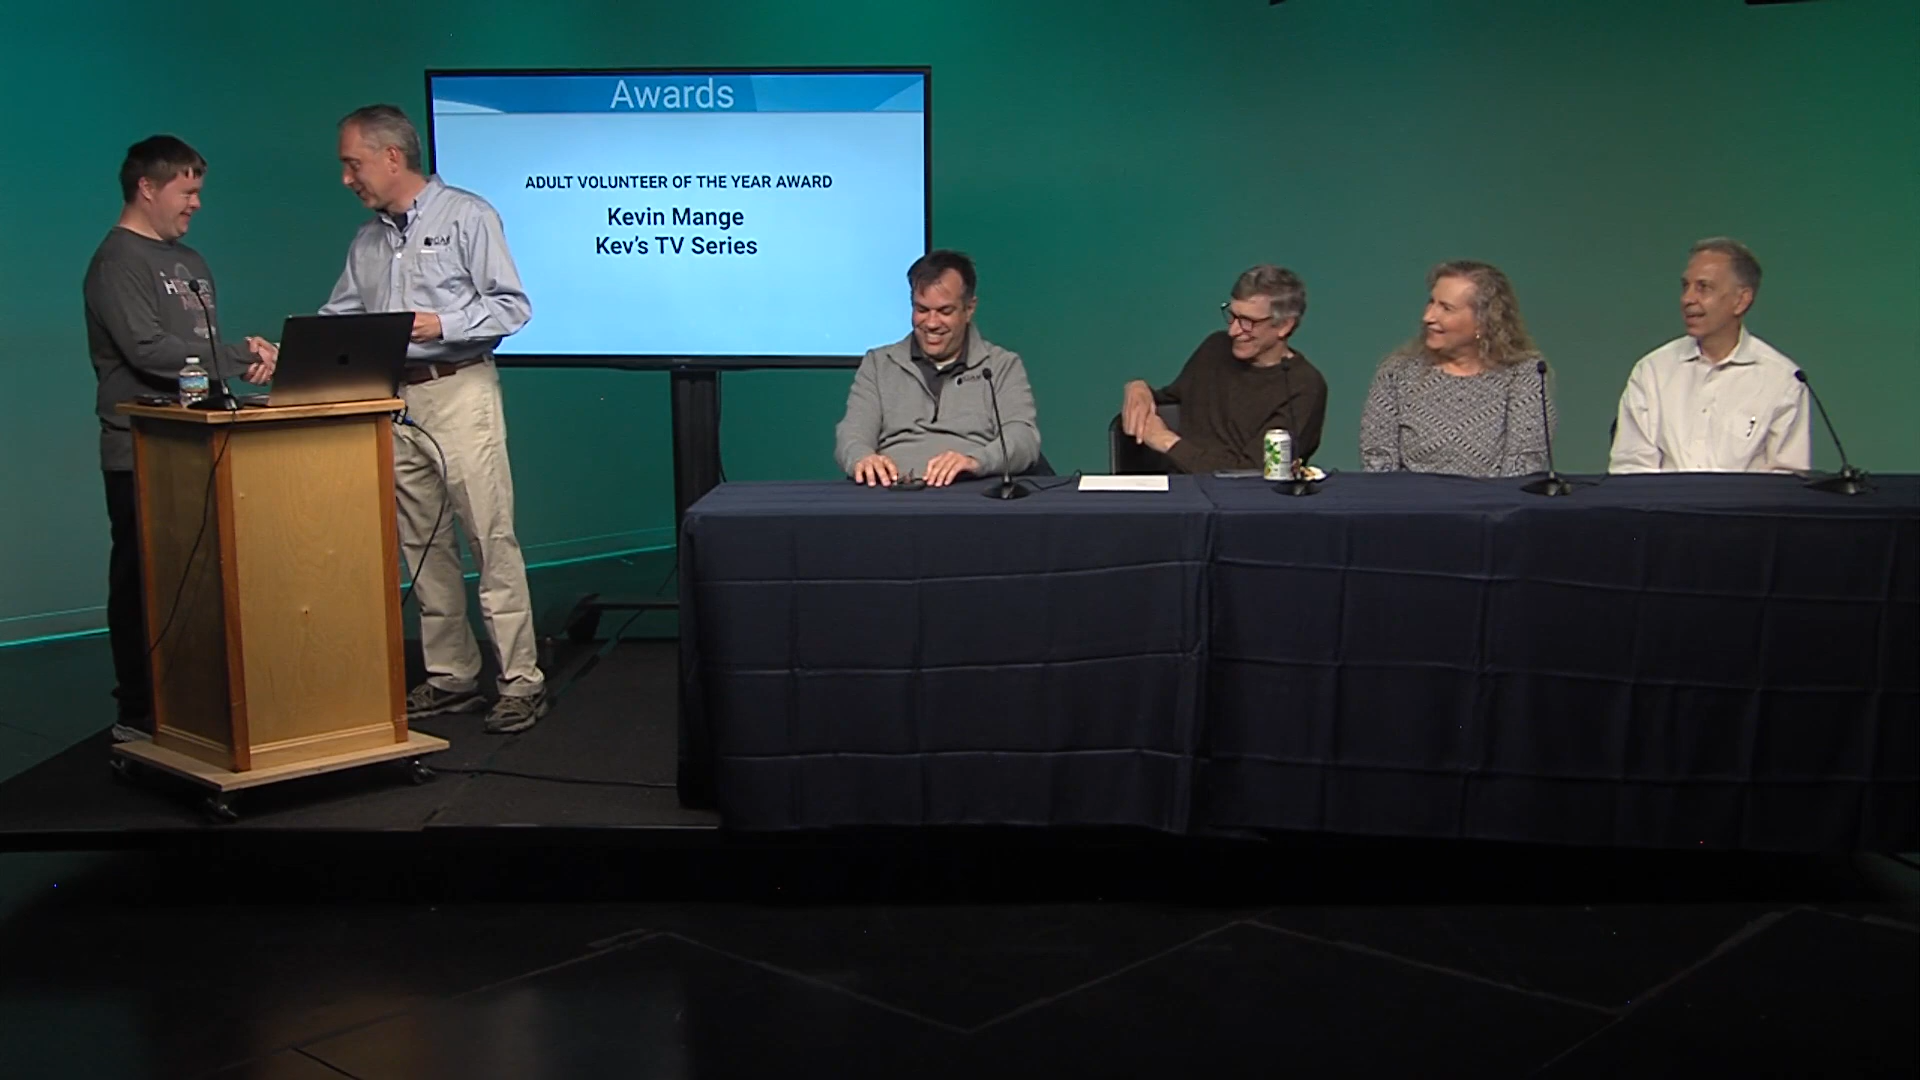 Awards
ADULT VOLUNTEER OF THE YEAR AWARD
Kevin Mange
Kev's TV Series